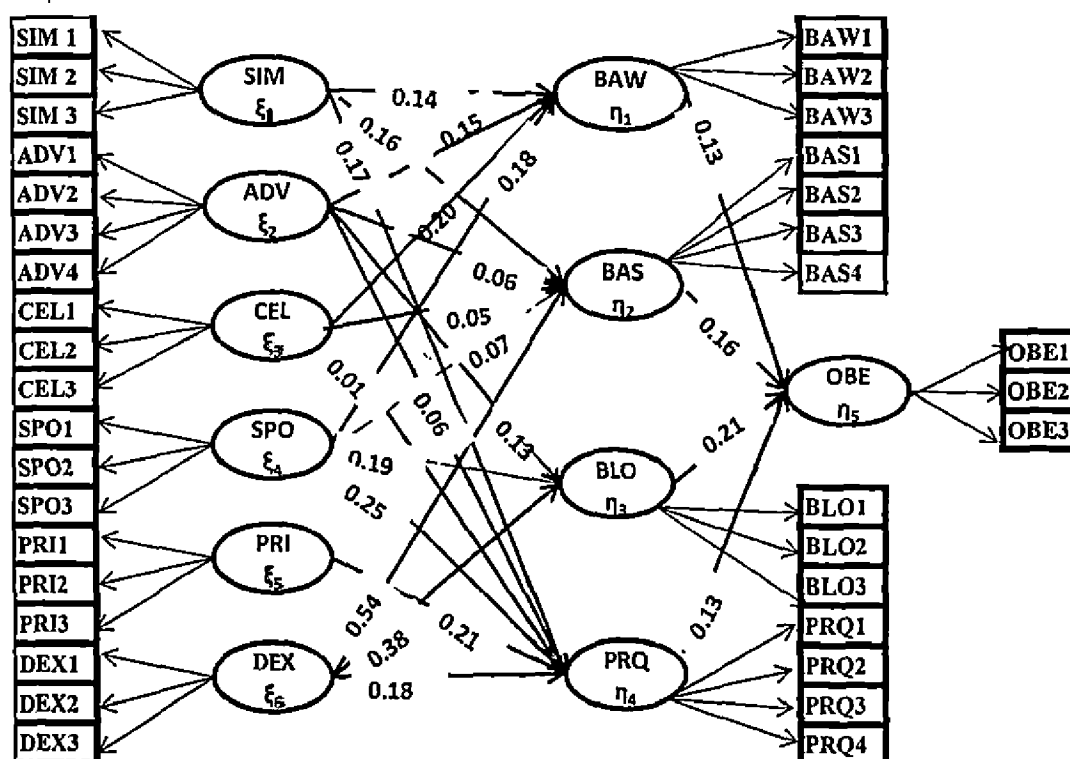 SIM 1
SIM 2
SIM 3
ADV1
ADV2
ADV3
ADV4
CEL1
CEL2
CEL3
SPO1
SPO2
SPO3
PRI1
PRI2
PRI3
DEX1
DEX2
DEX3
SIM
ξ₁
ADV
ξ₂
CEL
ξ₃
SPO
ξ₄
PRI
ξ₅
DEX
ξ₆
0.14
0.16
0.15
0.17
0.18
0.20
0.06
0.05
0.07
0.01
0.06
0.13
0.19
0.25
0.54
0.38
0.21
0.18
BAW
η₁
BAS
η₂
BLO
η₃
PRQ
η₄
0.13
0.16
0.21
0.13
OBE
η₅
BAW1
BAW2
BAW3
BAS1
BAS2
BAS3
BAS4
OBE1
OBE2
OBE3
BLO1
BLO2
BLO3
PRQ1
PRQ2
PRQ3
PRQ4